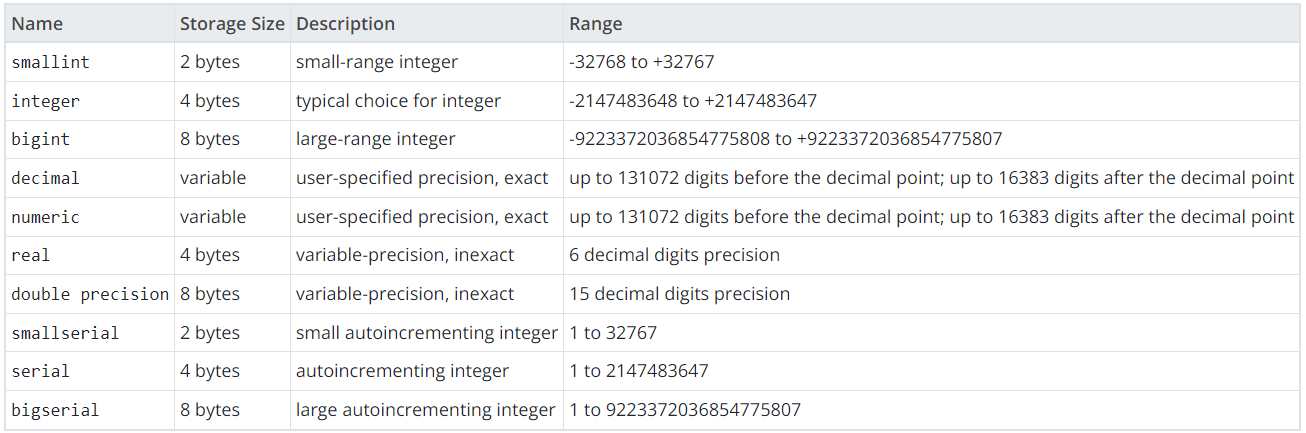 Name Storage Size Description Range
smallint 2 bytes small-range integer -32768 to +32767
integer 4 bytes typical choice for integer -2147483648 to +2147483647
bigint 8 bytes large-range integer -9223372036854775808 to +9223372036854775807
decimal variable user-specified precision, exact up to 131072 digits before the decimal point; up to 16383 digits after the decimal point
numeric variable user-specified precision, exact up to 131072 digits before the decimal point; up to 16383 digits after the decimal point
real 4 bytes variable-precision, inexact 6 decimal digits precision
double precision 8 bytes variable-precision, inexact 15 decimal digits precision
smallserial 2 bytes small autoincrementing integer 1 to 32767
serial 4 bytes autoincrementing integer 1 to 2147483647
bigserial 8 bytes large autoincrementing integer 1 to 9223372036854775807